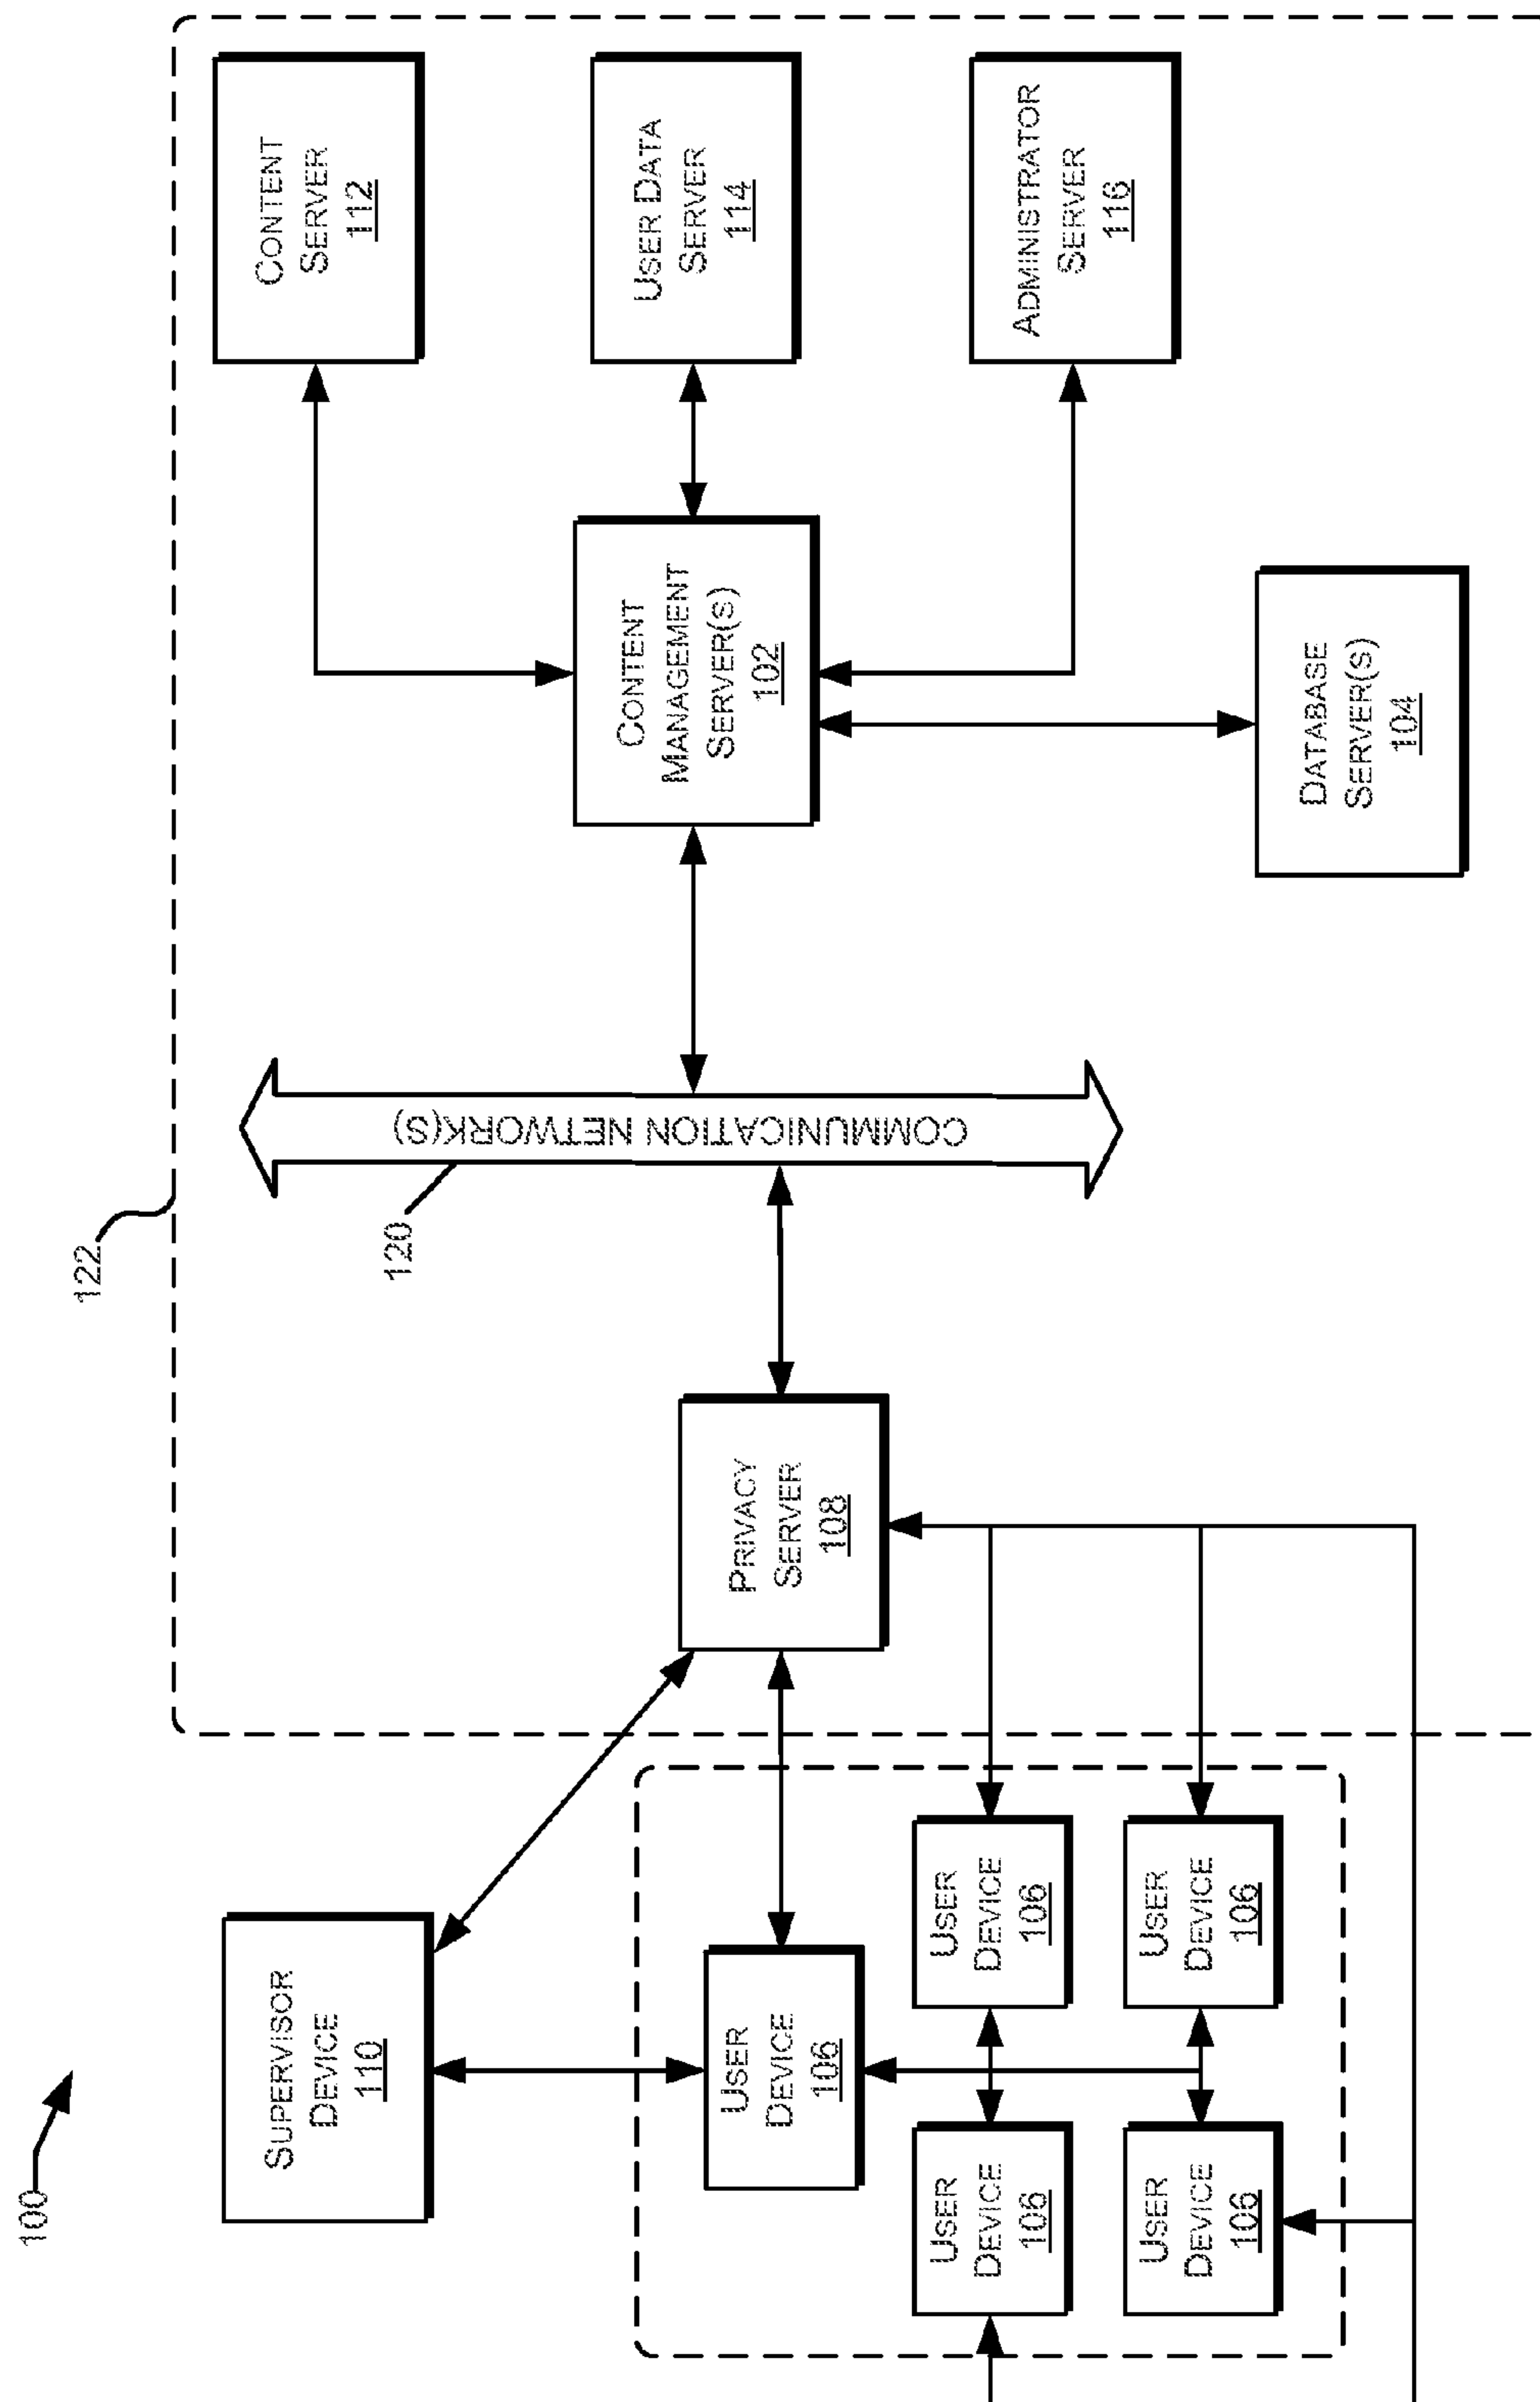 100
122
SUPERVISOR
DEVICE
110
CONTENT
SERVER
112
120
COMMUNICATION NETWORK(S)
USER
DEVICE
106
PRIVACY
SERVER
108
CONTENT
MANAGEMENT
SERVER(S)
102
USER DATA
SERVER
114
USER
DEVICE
106
USER
DEVICE
106
ADMINISTRATOR
SERVER
116
USER
DEVICE
106
USER
DEVICE
106
DATABASE
SERVER(S)
104